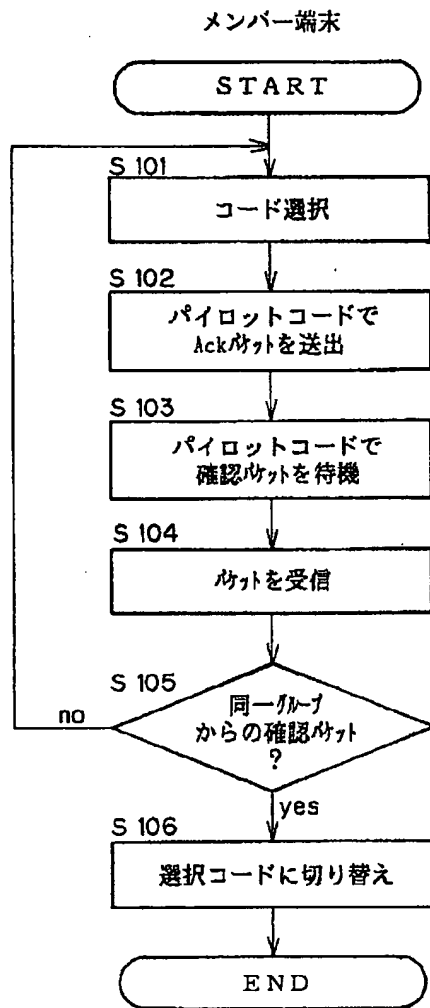 メンバー端末
START
S 101
コード選択
S 102
パイロットコードで
Ackパケットを送出
S 103
パイロットコードで
確認パケットを待機
S 104
パケットを受信
S 105
同一グループ
からの確認パケット
?
no
yes
S 106
選択コードに切り替え
END